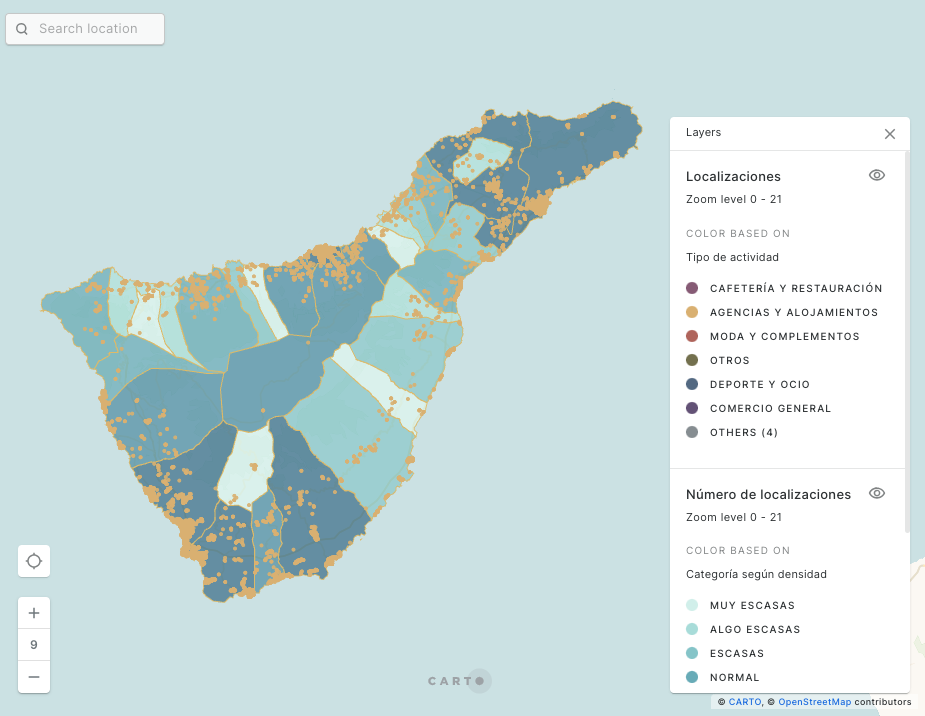 Search location
Layers
Localizaciones
Zoom level 0 - 21
COLOR BASED ON
Tipo de actividad
CAFETERÍA Y RESTAURACIÓN
AGENCIAS Y ALOJAMIENTOS
MODA Y COMPLEMENTOS
OTROS
DEPORTE Y OCIO
COMERCIO GENERAL
OTHERS (4)
Número de localizaciones
Zoom level 0 - 21
COLOR BASED ON
Categoría según densidad
MUY ESCASAS
ALGO ESCASAS
ESCASAS
NORMAL
9
CARTO
© CARTO, © OpenStreetMap contributors